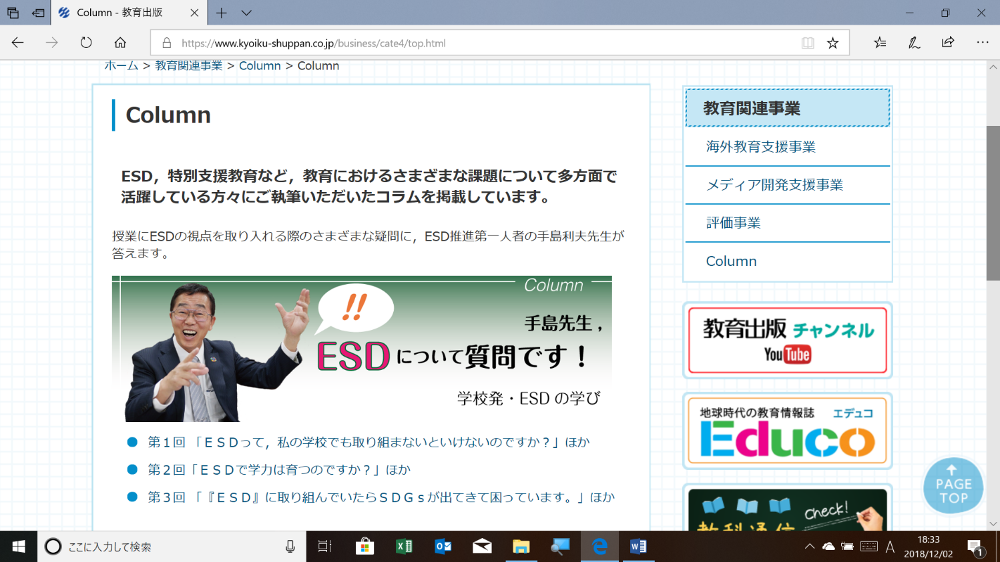 Column - 教育出版
https://www.kyoiku-shuppan.co.jp/business/cate4/top.html
ホーム > 教育関連事業 > Column > Column
Column
ESD，特別支援教育など，教育におけるさまざまな課題について多方面で
活躍している方々にご執筆いただいたコラムを掲載しています。
授業にESDの視点を取り入れる際のさまざまな疑問に，ESD推進第一人者の手島利夫先生が
答えます。
Column
!!
手島先生，
ESDについて質問です！
学校発・ESDの学び
● 第１回 「ＥＳＤって，私の学校でも取り組まないといけないのですか？」ほか
● 第２回「ＥＳＤで学力は育つのですか？」ほか
● 第３回 「『ＥＳＤ』に取り組んでいたらＳＤＧｓが出てきて困っています。」ほか
教育関連事業
海外教育支援事業
メディア開発支援事業
評価事業
Column
教育出版 チャンネル
YouTube
地球時代の教育情報誌 エデュコ
Educo
Check!
教科通信
PAGE
TOP
ここに入力して検索
A
18:33
2018/12/02
1